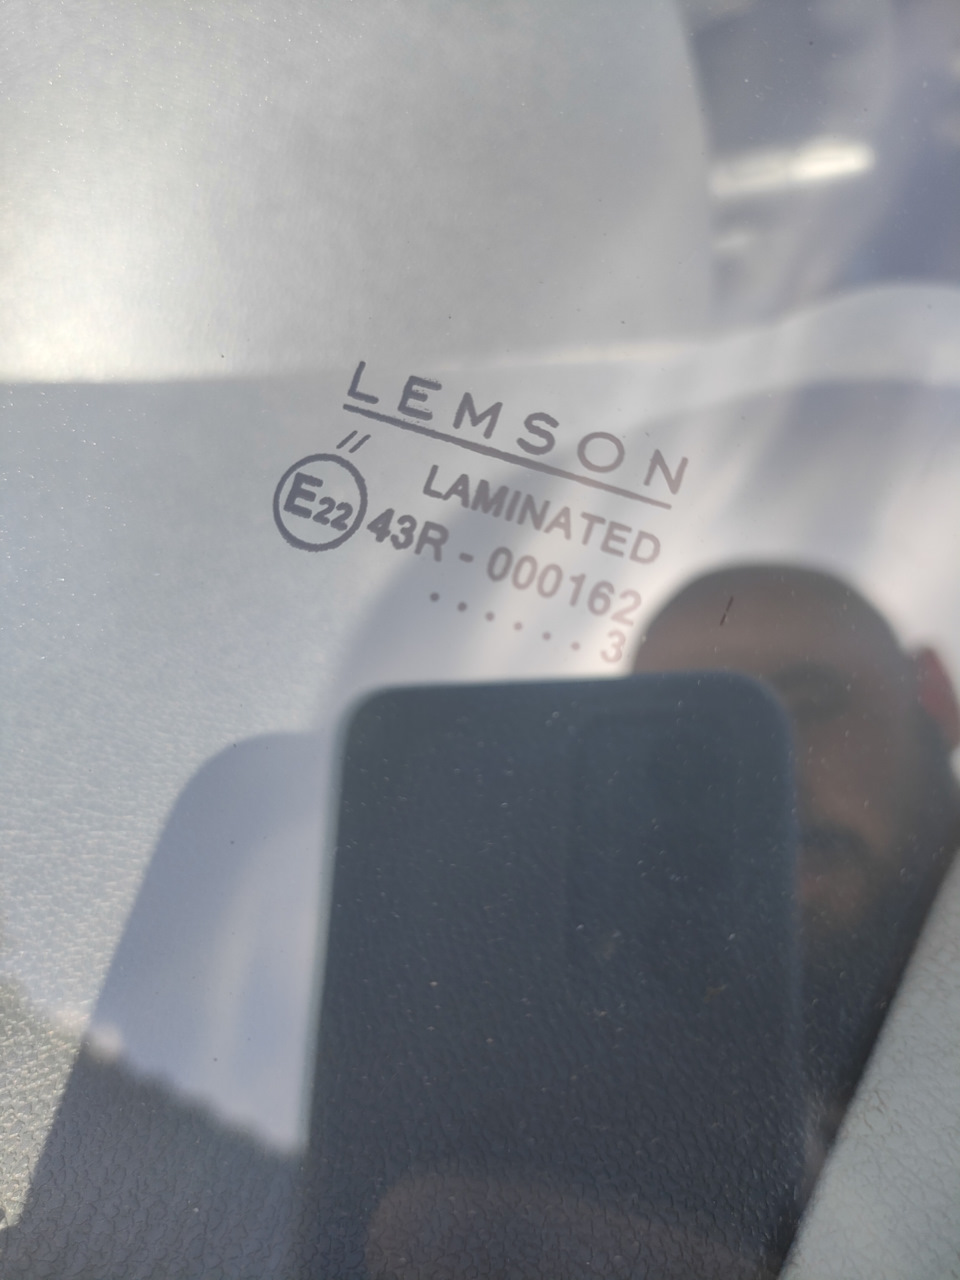 LEMSON
//
LAMINATED
E22 43R - 000162
. . . . . . 3